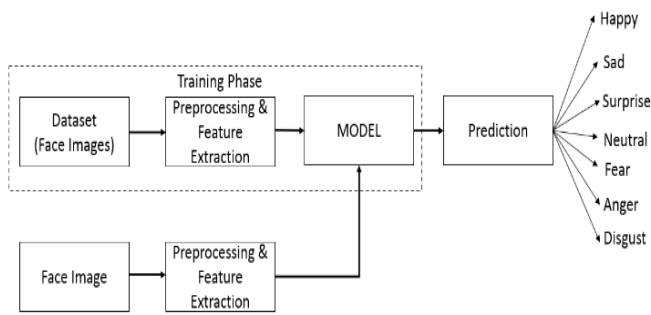 Training Phase
Dataset
(Face Images)
Preprocessing &
Feature
Extraction
MODEL
Prediction
Happy
Sad
Surprise
Neutral
Fear
Anger
Disgust
Face Image
Preprocessing &
Feature
Extraction